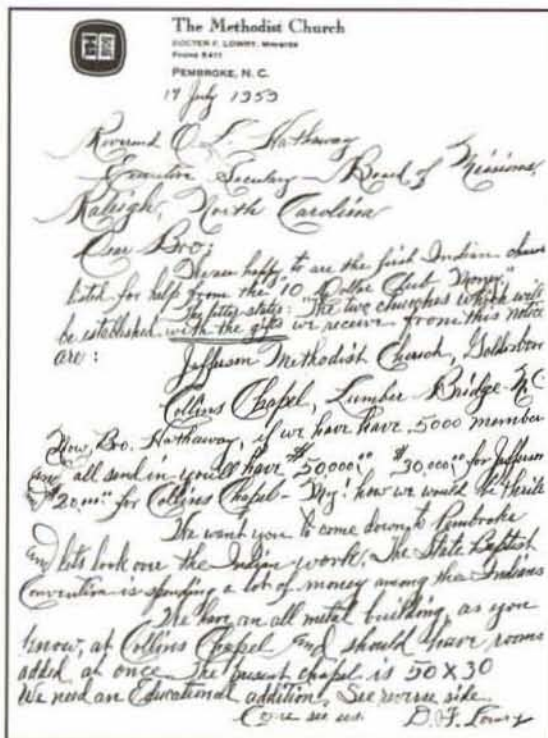 The Methodist Church
DOCTER F. LOWRY, MINISTER
PHONE 5411
PEMBROKE, N. C.
17 July 1959
Reverend O. L. Hathaway
Executive Secretary - Board of Missions,
Raleigh, North Carolina
Dear Bro:
happy to are the first Indian
listed for help from the "10 Dollar Club Money."
The letter states: "The two churches which will
be established with the gifts we receive from this notice
are:
Jefferson Methodist Church, Goldsboro
Collins Chapel, Lumber Bridge - N.C
Now, Bro. Hathaway, if we have have 5000 member
and all send in you'll have $50,000.00 $30,000.00 for Jefferson
for Collins Chapel - My! how we would be
We want you to come down to Pembroke
and lets look over the Indian work. The State Baptist
Convention is spending a lot of money among the Indians
We have an all metal building, as you
know, at Collins Chapel and should have rooms
added at once. The present chapel is 50 X 30
We need an Educational addition. See reverse side.
Come see us. D. F. Lowry